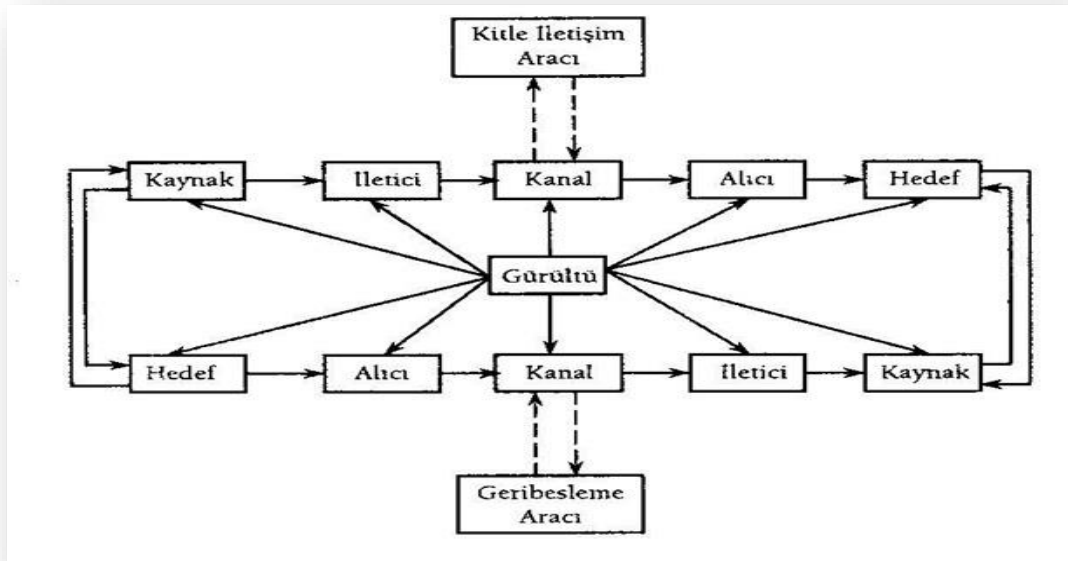 Kitle İletişim
Aracı
Kaynak
İletici
Kanal
Alıcı
Hedef
Gürültü
Hedef
Alıcı
Kanal
İletici
Kaynak
Geribesleme
Aracı